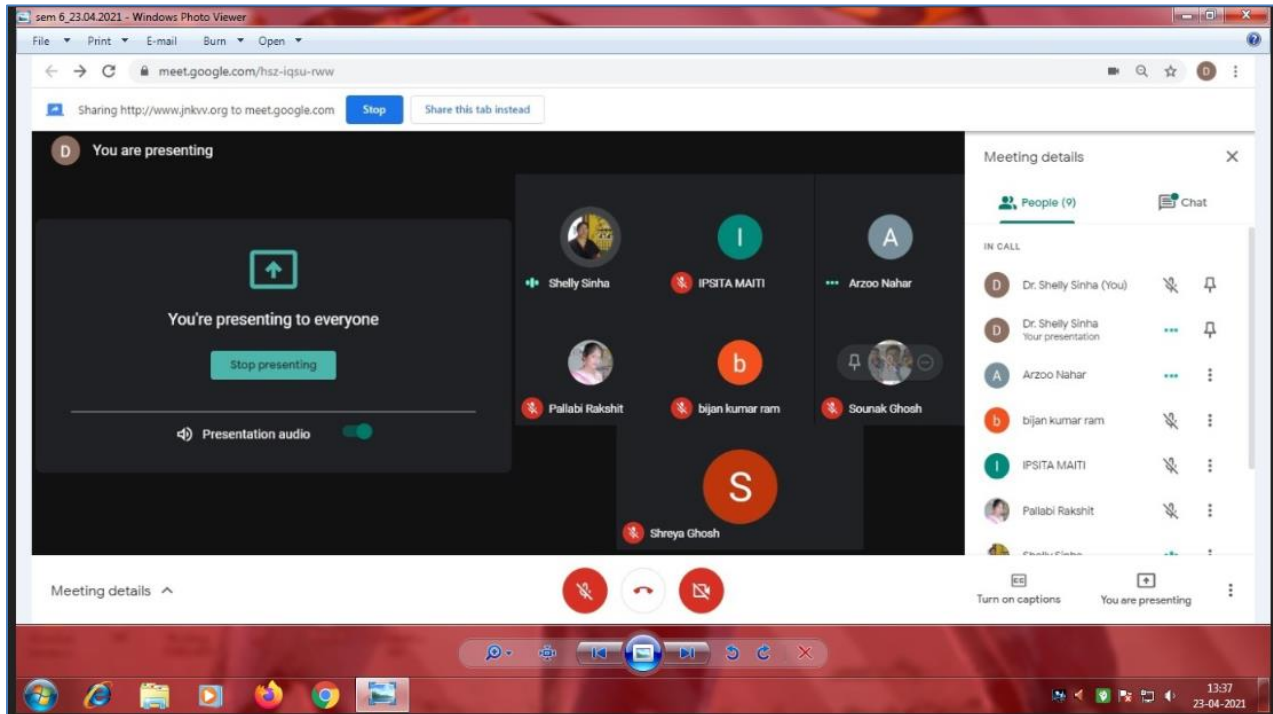 sem 6_23.04.2021 - Windows Photo Viewer
File Print E-mail Burn Open
meet.google.com/hsz-iqsu-rww
D
Sharing http://www.jnkvv.org to meet.google.com Stop Share this tab instead
D You are presenting
You're presenting to everyone
Stop presenting
Presentation audio
I
A
Shelly Sinha IPSITA MAITI Arzoo Nahar
b
Pallabi Rakshit bijan kumar ram Sounak Ghosh
S
Shreya Ghosh
Meeting details
People (9) Chat
IN CALL
D Dr. Shelly Sinha (You)
D Dr. Shelly Sinha
Your presentation
A Arzoo Nahar
b bijan kumar ram
I IPSITA MAITI
Pallabi Rakshit
Shelly Sinha
Meeting details
CC
Turn on captions You are presenting
13:37
23-04-2021